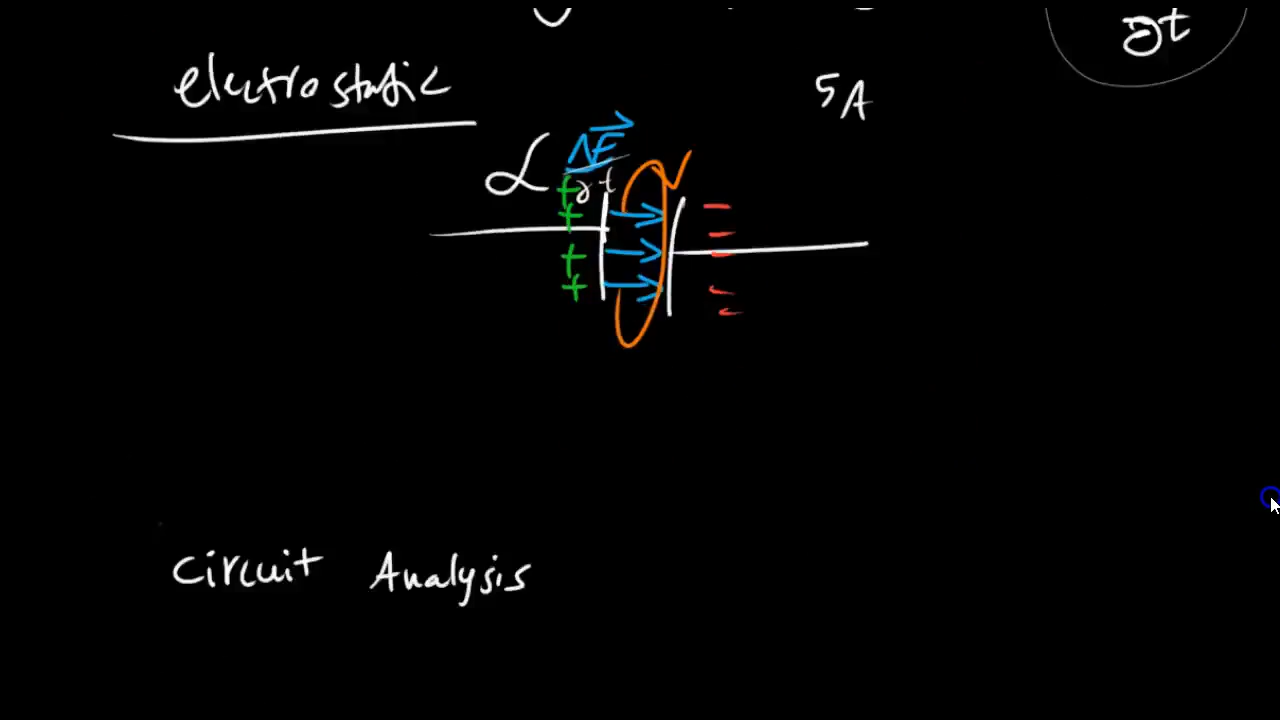 ∂t
electrostatic
5A
α
∂t
+
+
+
+
Circuit Analysis